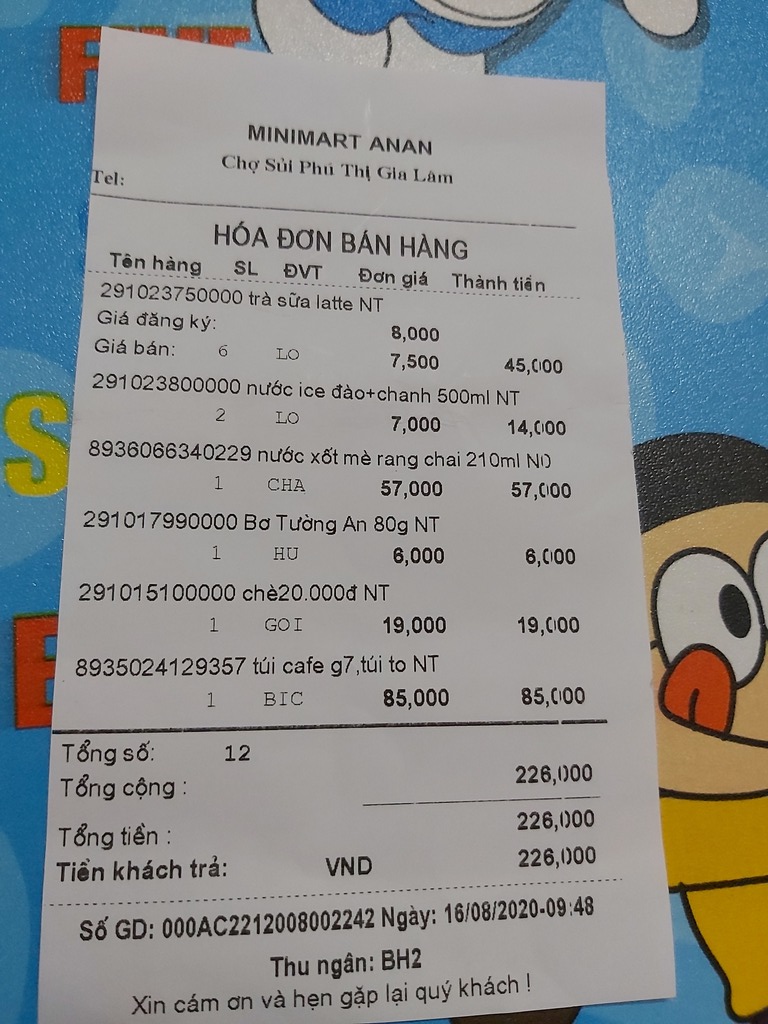 MINIMART ANAN
Chợ Sủi Phú Thị Gia Lâm
Tel:
HÓA ĐƠN BÁN HÀNG
Tên hàng SL ĐVT Đơn giá Thành tiền
291023750000 trà sữa latte NT
Giá đăng ký: 8,000
Giá bán: 6 LO 7,500 45,000
291023800000 nước ice đào+chanh 500ml NT
2 LO 7,000 14,000
8936066340229 nước xốt mè rang chai 210ml NO
1 CHA 57,000 57,000
291017990000 Bơ Tường An 80g NT
1 HU 6,000 6,000
291015100000 chè20.000đ NT
1 GOI 19,000 19,000
8935024129357 túi cafe g7,túi to NT
1 BIC 85,000 85,000
Tổng số: 12
Tổng cộng : 226,000
Tổng tiền : 226,000
Tiền khách trả: VND 226,000
Số GD: 000AC2212008002242 Ngày: 16/08/2020-09:48
Thu ngân: BH2
Xin cám ơn và hẹn gặp lại quý khách !
S